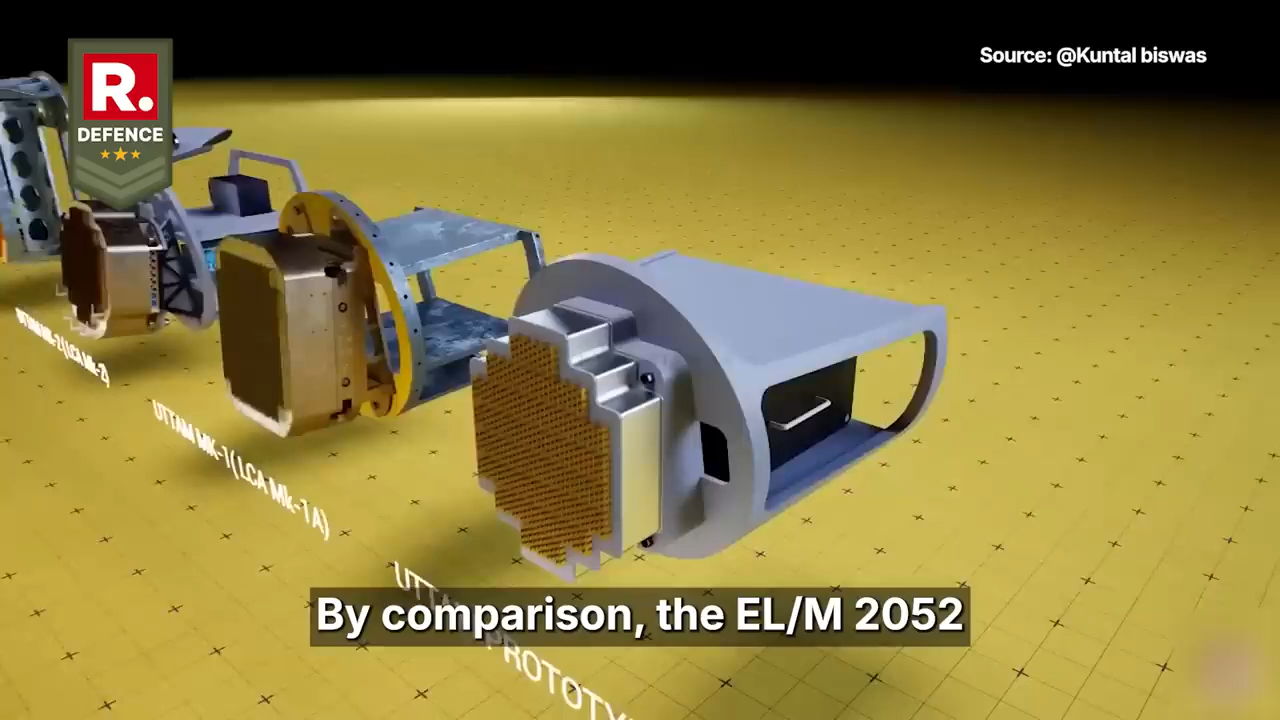 R.
DEFENCE
Source: @Kuntal biswas
UTTAM MK-2 (LCA Mk-2)
UTTAM MK-1 ( LCA Mk-1 A)
By comparison, the EL/M 2052